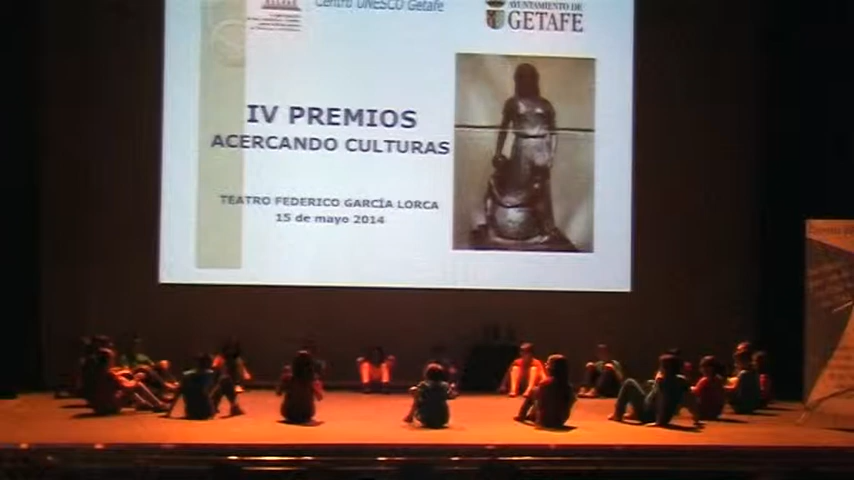 Centro UNESCO Getafe
AYUNTAMIENTO DE
GETAFE
IV PREMIOS
ACERCANDO CULTURAS
TEATRO FEDERICO GARCÍA LORCA
15 de mayo 2014